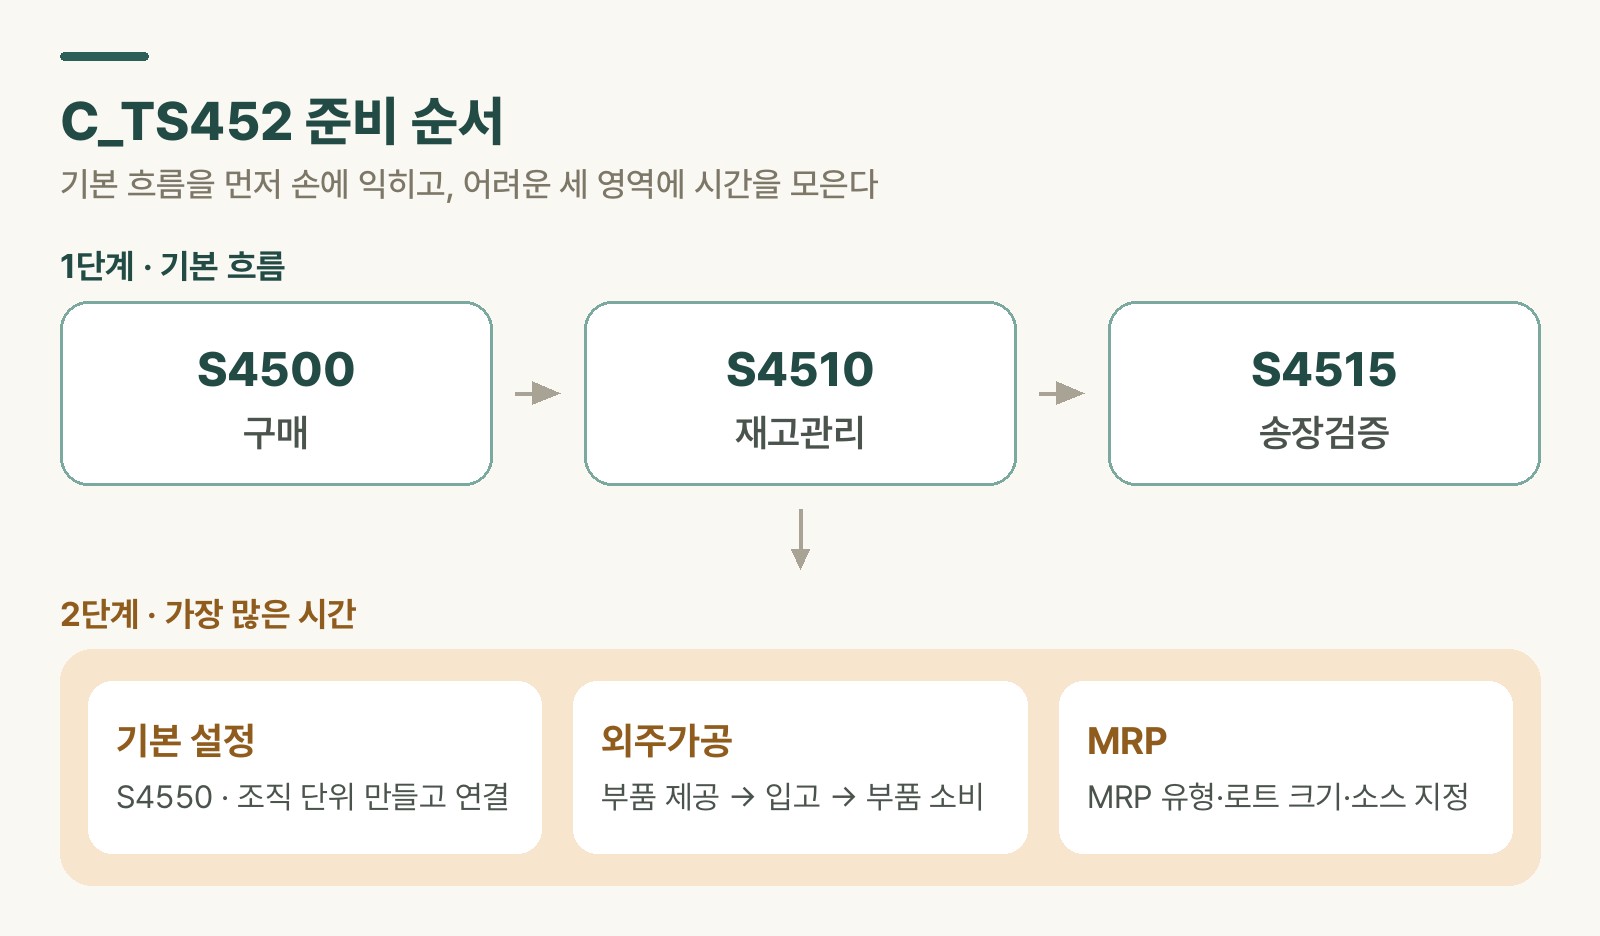 C_TS452 준비 순서
기본 흐름을 먼저 손에 익히고, 어려운 세 영역에 시간을 모은다
1단계 · 기본 흐름
S4500
구매
S4510
재고관리
S4515
송장검증
2단계 · 가장 많은 시간
기본 설정
S4550 · 조직 단위 만들고 연결
외주가공
부품 제공 → 입고 → 부품 소비
MRP
MRP 유형·로트 크기·소스 지정